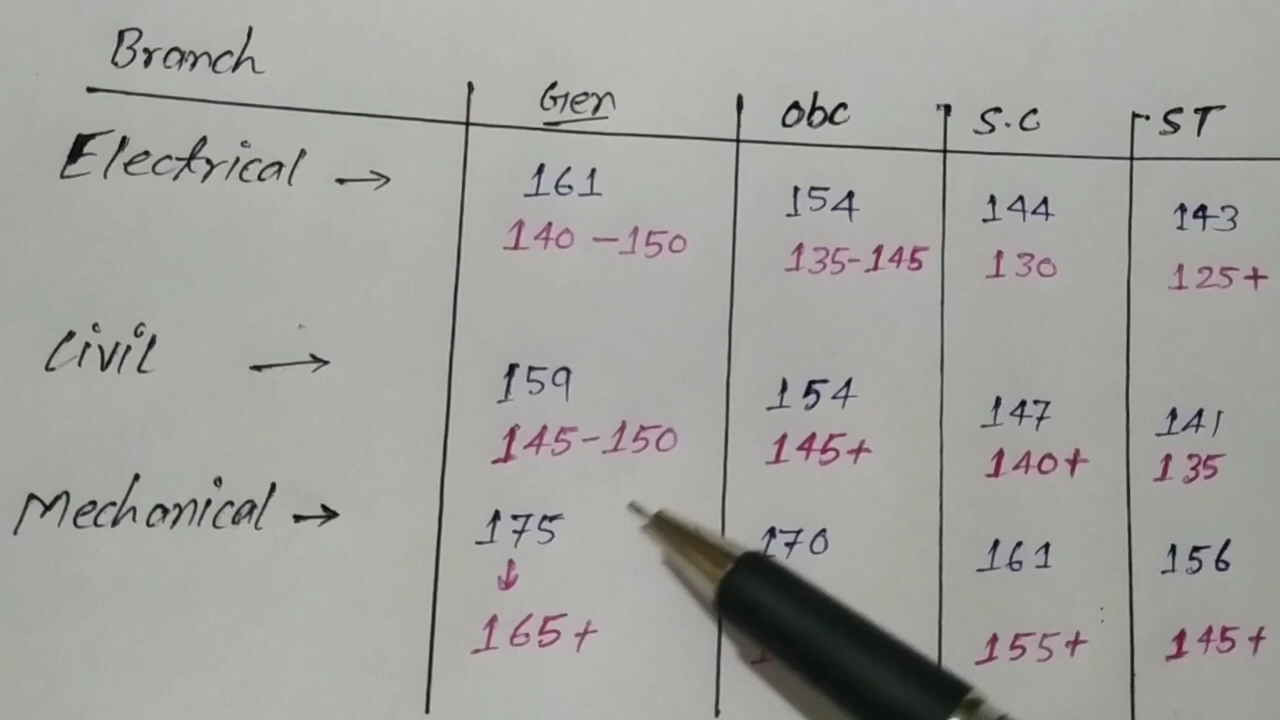 Branch
Gen obc S.C ST
Electrical → 161 154 144 143
140 - 150 135-145 130 125+
Civil → 159 154 147 141
145-150 145+ 140+ 135
Mechanical → 175 170 161 156
↓
165+ 155+ 145+